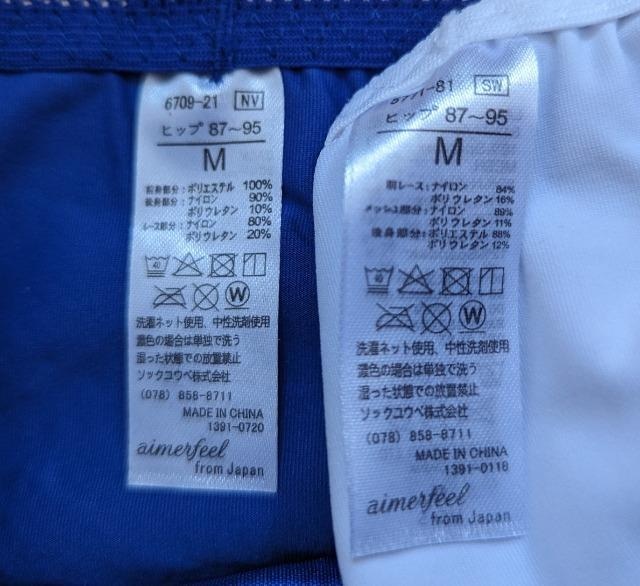 6709-21 NV
ヒップ 87~95
M
前身部分:ポリエステル 100%
後身部分:ナイロン 90%
ポリウレタン 10%
レース部分:ナイロン 80%
ポリウレタン 20%
40
W
洗濯ネット使用、中性洗剤使用
濃色の場合は単独で洗う
湿った状態での放置禁止
ソックコウベ株式会社
(078) 858-8711
MADE IN CHINA
1391-0720
aimerfeel
from Japan
81 SW
ヒップ 87~95
M
前レース:ナイロン 84%
ポリウレタン 16%
メッシュ部分:ナイロン 89%
ポリウレタン 11%
後身部分:ポリエステル 88%
ポリウレタン 12%
40
W
洗濯ネット使用、中性洗剤使用
濃色の場合は単独で洗う
湿った状態での放置禁止
ソックコウベ株式会社
(078) 858-8711
MADE IN CHINA
1391-0118
aimerfeel
from Japan